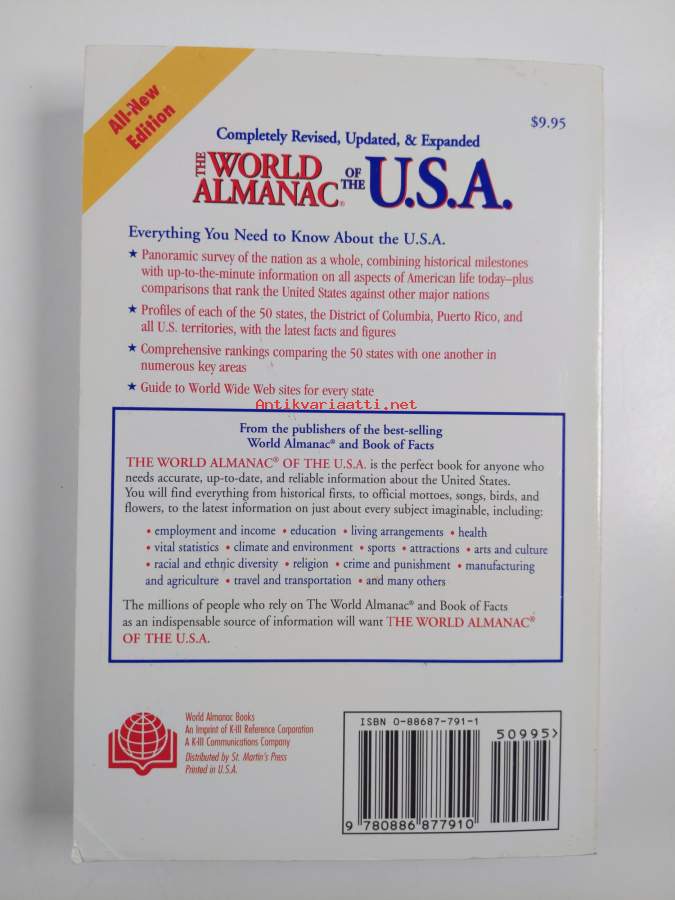 All-New
Edition
$9.95
Completely Revised, Updated, & Expanded
THE WORLD ALMANAC® OF THE U.S.A.
Everything You Need to Know About the U.S.A.
★ Panoramic survey of the nation as a whole, combining historical milestones
with up-to-the-minute information on all aspects of American life today–plus
comparisons that rank the United States against other major nations
★ Profiles of each of the 50 states, the District of Columbia, Puerto Rico, and
all U.S. territories, with the latest facts and figures
★ Comprehensive rankings comparing the 50 states with one another in
numerous key areas
★ Guide to World Wide Web sites for every state
Antikvariaatti.net
From the publishers of the best-selling
World Almanac® and Book of Facts
THE WORLD ALMANAC® OF THE U.S.A. is the perfect book for anyone who
needs accurate, up-to-date, and reliable information about the United States.
You will find everything from historical firsts, to official mottoes, songs, birds, and
flowers, to the latest information on just about every subject imaginable, including:
• employment and income • education • living arrangements • health
• vital statistics • climate and environment • sports • attractions • arts and culture
• racial and ethnic diversity • religion • crime and punishment • manufacturing
and agriculture • travel and transportation • and many others
The millions of people who rely on The World Almanac® and Book of Facts
as an indispensable source of information will want THE WORLD ALMANAC®
OF THE U.S.A.
World Almanac Books
An Imprint of K-III Reference Corporation
A K-III Communications Company
Distributed by St. Martin's Press
Printed in U.S.A.
ISBN 0-88687-791-1
50995>
9 780886 877910